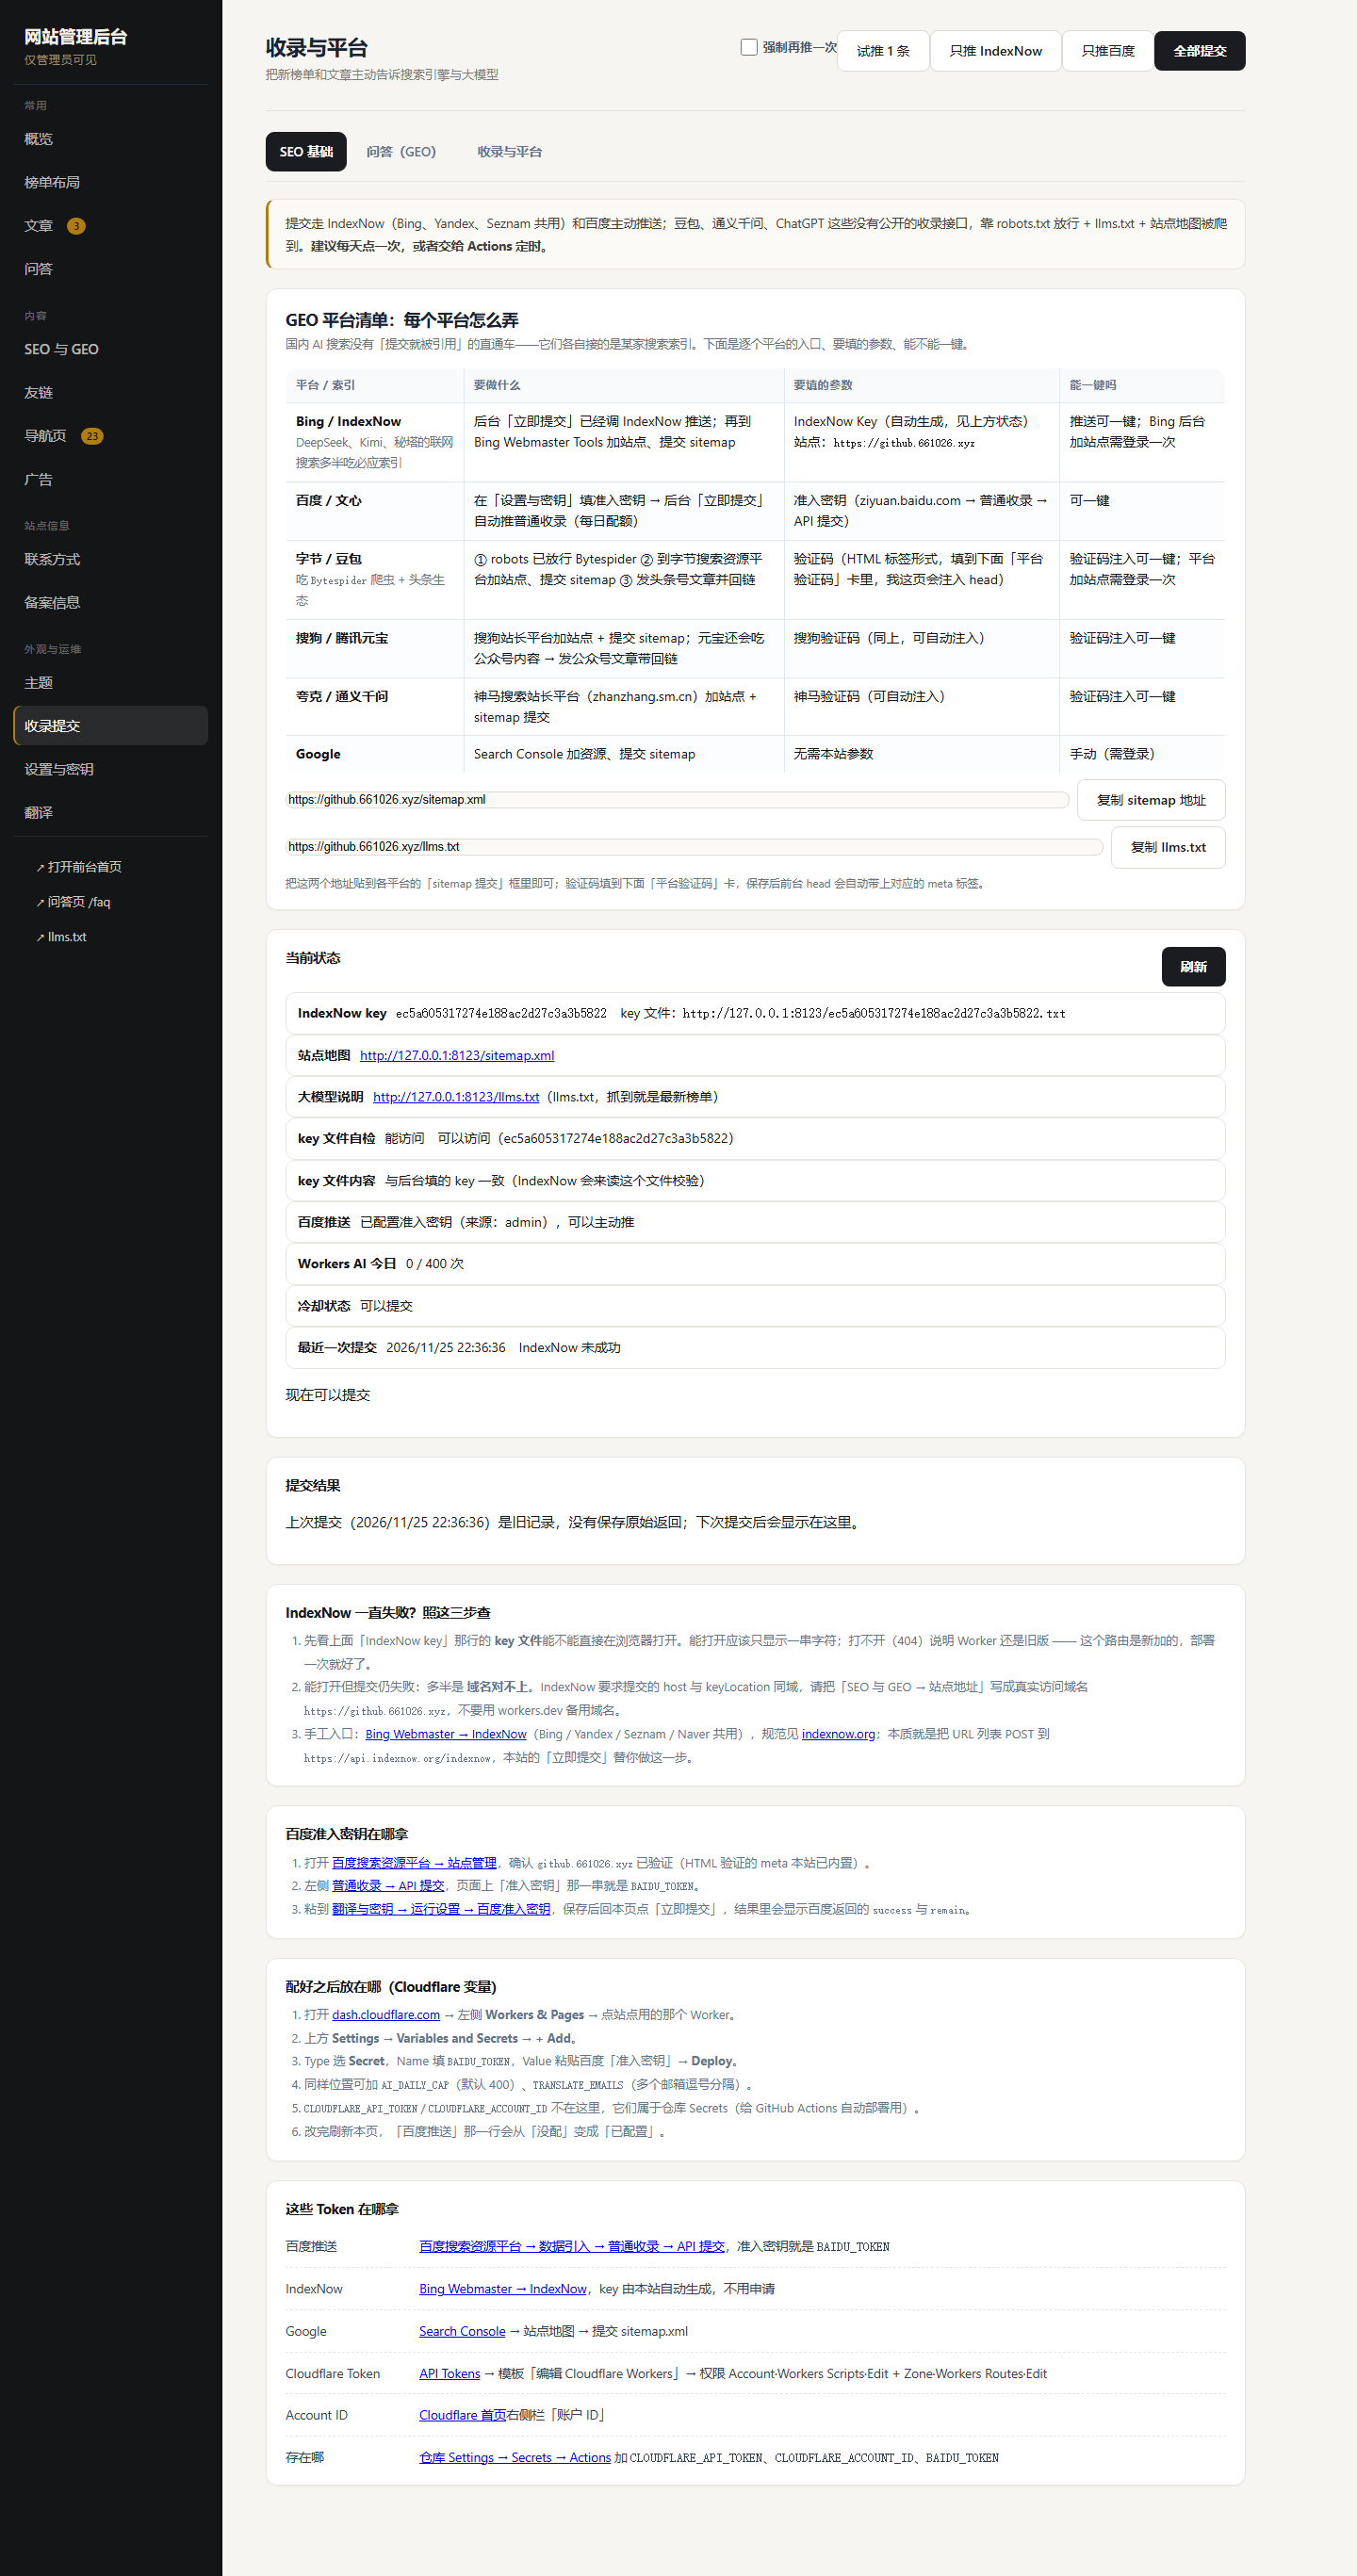 网站管理后台
仅管理员可见
常用
概览
榜单布局
文章 3
问答
内容
SEO 与 GEO
友链
导航页 23
广告
站点信息
联系方式
备案信息
外观与运维
主题
收录提交
设置与密钥
翻译
↗ 打开前台首页
↗ 问答页 /faq
↗ llms.txt
收录与平台
把新榜单和文章主动告诉搜索引擎与大模型
强制再推一次
试推 1 条
只推 IndexNow
只推百度
全部提交
SEO 基础
问答（GEO）
收录与平台
提交走 IndexNow（Bing、Yandex、Seznam 共用）和百度主动推送；豆包、通义千问、ChatGPT 这些没有公开的收录接口，靠 robots.txt 放行 + llms.txt + 站点地图被爬
到。建议每天点一次，或者交给 Actions 定时。
GEO 平台清单：每个平台怎么弄
国内 AI 搜索没有「提交就被引用」的直通车——它们各自接的是某家搜索索引。下面是逐个平台的入口、要填的参数、能不能一键。
平台 / 索引
要做什么
要填的参数
能一键吗
Bing / IndexNow
DeepSeek、Kimi、秘塔的联网
搜索多半吃必应索引
后台「立即提交」已经调 IndexNow 推送；再到
Bing Webmaster Tools 加站点、提交 sitemap
IndexNow Key（自动生成，见上方状态）
站点：https://github.661026.xyz
推送可一键；Bing 后台
加站点需登录一次
百度 / 文心
在「设置与密钥」填准入密钥 → 后台「立即提交」
自动推普通收录（每日配额）
准入密钥（ziyuan.baidu.com → 普通收录 →
API 提交）
可一键
字节 / 豆包
吃 Bytespider 爬虫 + 头条生
态
① robots 已放行 Bytespider ② 到字节搜索资源平
台加站点、提交 sitemap ③ 发头条号文章并回链
验证码（HTML 标签形式，填到下面「平台
验证码」卡里，我这页会注入 head）
验证码注入可一键；平台
加站点需登录一次
搜狗 / 腾讯元宝
搜狗站长平台加站点 + 提交 sitemap；元宝还会吃
公众号内容 → 发公众号文章带回链
搜狗验证码（同上，可自动注入）
验证码注入可一键
夸克 / 通义千问
神马搜索站长平台（zhanzhang.sm.cn）加站点 +
sitemap 提交
神马验证码（可自动注入）
验证码注入可一键
Google
Search Console 加资源、提交 sitemap
无需本站参数
手动（需登录）
https://github.661026.xyz/sitemap.xml
复制 sitemap 地址
https://github.661026.xyz/llms.txt
复制 llms.txt
把这两个地址贴到各平台的「sitemap 提交」框里即可；验证码填到下面「平台验证码」卡，保存后前台 head 会自动带上对应的 meta 标签。
当前状态
刷新
IndexNow key ec5a605317274e188ac2d27c3a3b5822 key 文件：http://127.0.0.1:8123/ec5a605317274e188ac2d27c3a3b5822.txt
站点地图 http://127.0.0.1:8123/sitemap.xml
大模型说明 http://127.0.0.1:8123/llms.txt（llms.txt，抓到就是最新榜单）
key 文件自检 能访问 可以访问（ec5a605317274e188ac2d27c3a3b5822）
key 文件内容 与后台填的 key 一致（IndexNow 会来读这个文件校验）
百度推送 已配置准入密钥（来源：admin），可以主动推
Workers AI 今日 0 / 400 次
冷却状态 可以提交
最近一次提交 2026/11/25 22:36:36 IndexNow 未成功
现在可以提交
提交结果
上次提交（2026/11/25 22:36:36）是旧记录，没有保存原始返回；下次提交后会显示在这里。
IndexNow 一直失败？照这三步查
1. 先看上面「IndexNow key」那行的 key 文件能不能直接在浏览器打开。能打开应该只显示一串字符；打不开（404）说明 Worker 还是旧版 —— 这个路由是新加的，部署
一次就好了。
2. 能打开但提交仍失败：多半是 域名对不上。IndexNow 要求提交的 host 与 keyLocation 同域，请把「SEO 与 GEO → 站点地址」写成真实访问域名
https://github.661026.xyz，不要用 workers.dev 备用域名。
3. 手工入口：Bing Webmaster → IndexNow（Bing / Yandex / Seznam / Naver 共用），规范见 indexnow.org；本质就是把 URL 列表 POST 到
https://api.indexnow.org/indexnow，本站的「立即提交」替你做这一步。
百度准入密钥在哪拿
1. 打开 百度搜索资源平台 → 站点管理，确认 github.661026.xyz 已验证（HTML 验证的 meta 本站已内置）。
2. 左侧 普通收录 → API 提交，页面上「准入密钥」那一串就是 BAIDU_TOKEN。
3. 粘到 翻译与密钥 → 运行设置 → 百度准入密钥，保存后回本页点「立即提交」，结果里会显示百度返回的 success 与 remain。
配好之后放在哪（Cloudflare 变量）
1. 打开 dash.cloudflare.com → 左侧 Workers & Pages → 点站点用的那个 Worker。
2. 上方 Settings → Variables and Secrets → + Add。
3. Type 选 Secret，Name 填 BAIDU_TOKEN，Value 粘贴百度「准入密钥」→ Deploy。
4. 同样位置可加 AI_DAILY_CAP（默认 400）、TRANSLATE_EMAILS（多个邮箱逗号分隔）。
5. CLOUDFLARE_API_TOKEN / CLOUDFLARE_ACCOUNT_ID 不在这里，它们属于仓库 Secrets（给 GitHub Actions 自动部署用）。
6. 改完刷新本页，「百度推送」那一行会从「没配」变成「已配置」。
这些 Token 在哪拿
百度推送 百度搜索资源平台 → 数据引入 → 普通收录 → API 提交，准入密钥就是 BAIDU_TOKEN
IndexNow Bing Webmaster → IndexNow，key 由本站自动生成，不用申请
Google Search Console → 站点地图 → 提交 sitemap.xml
Cloudflare Token API Tokens → 模板「编辑 Cloudflare Workers」→ 权限 Account·Workers Scripts·Edit + Zone·Workers Routes·Edit
Account ID Cloudflare 首页右侧栏「账户 ID」
存在哪 仓库 Settings → Secrets → Actions 加 CLOUDFLARE_API_TOKEN、CLOUDFLARE_ACCOUNT_ID、BAIDU_TOKEN